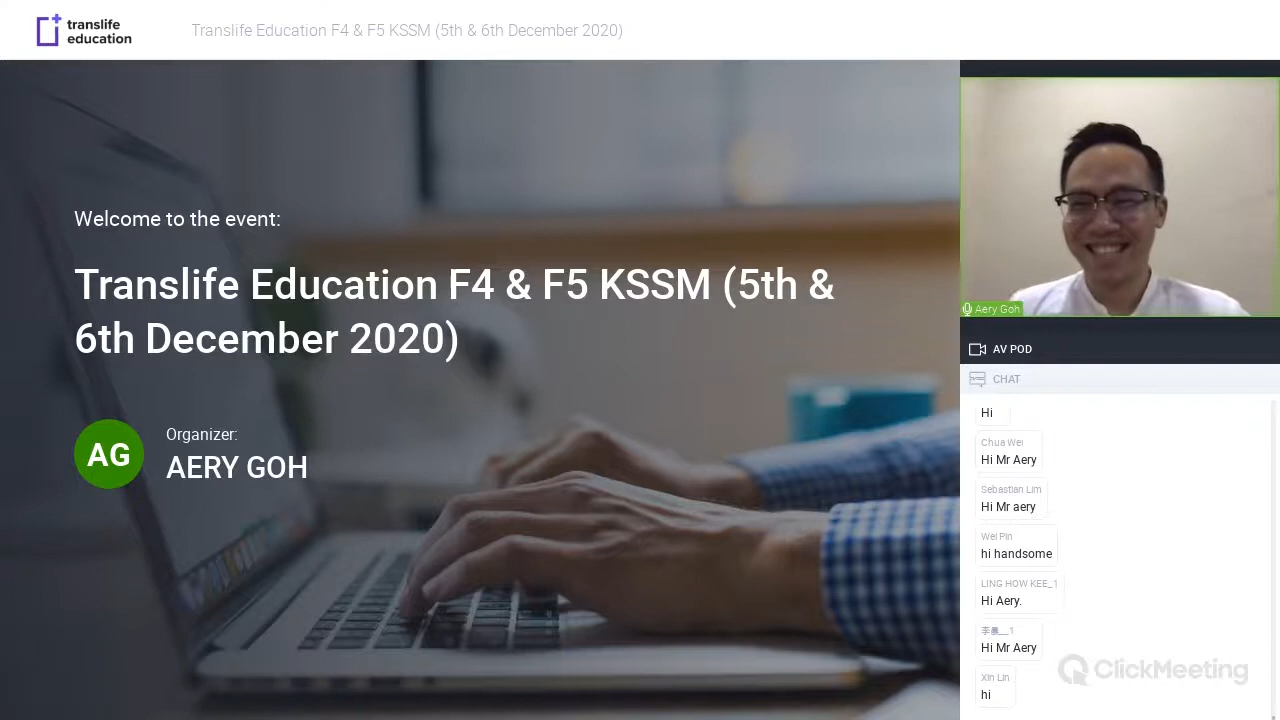 translife
education
Translife Education F4 & F5 KSSM (5th & 6th December 2020)
Welcome to the event:
Translife Education F4 & F5 KSSM (5th &
6th December 2020)
AG
Organizer:
AERY GOH
Aery Goh
AV POD
CHAT
Hi
Chua Wei
Hi Mr Aery
Sebastian Lim
Hi Mr aery
Wei Pin
hi handsome
LING HOW KEE_1
Hi Aery.
Hi Mr Aery
Xin Lin
hi
ClickMeeting